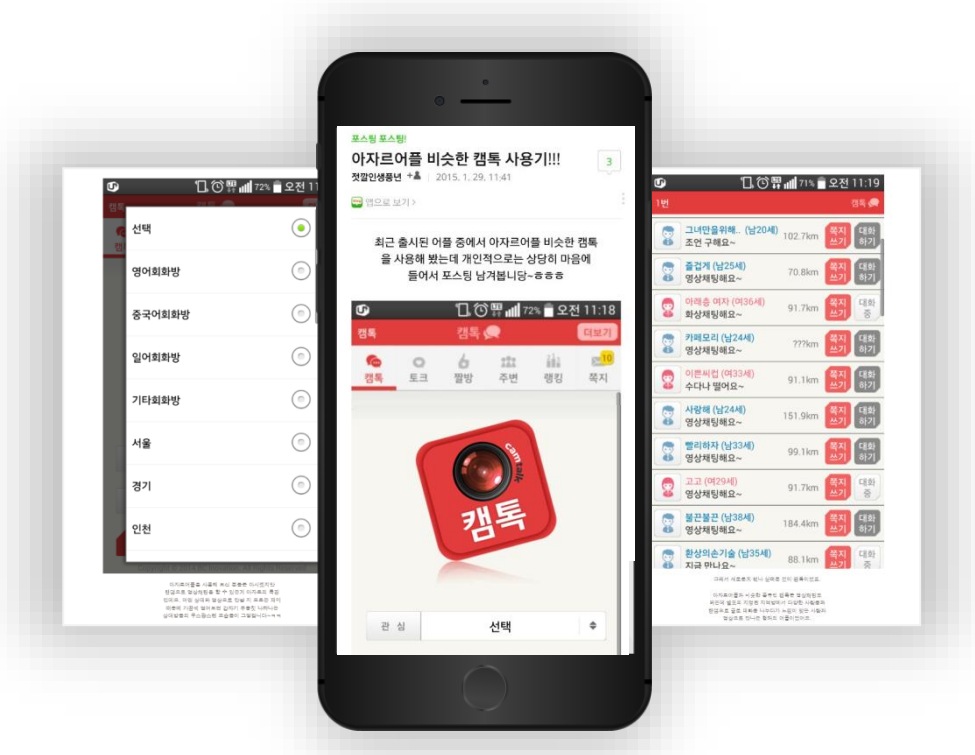 72% 오전 11
캠톡
선택
영어회화방
중국어회화방
일어회화방
기타회화방
서울
경기
인천
포스팅 포스팅!
아자르어플 비슷한 캠톡 사용기!!!
3
젓깔인생풍년 2015. 1. 29. 11:41
앱으로 보기 >
최근 출시된 어플 중에서 아자르어플 비슷한 캠톡
을 사용해 봤는데 개인적으로는 상당히 마음에
들어서 포스팅 남겨봅니당~ㅎㅎㅎ
72% 오전 11:18
캠톡 캠톡 더보기
10
캠톡 토크 짤방 주변 랭킹 쪽지
cam talk
캠톡
관 심 선택
71% 오전 11:19
1번 캠톡
그녀만을위해.. (남20세) 102.7km 쪽지쓰기 대화하기
조언 구해요~
즐겁게 (남25세) 70.8km 쪽지쓰기 대화하기
영상채팅해요~
아래층 여자 (여36세) 91.7km 쪽지쓰기 대화중
화상채팅해요~
카페모리 (남24세) ???km 쪽지쓰기 대화하기
영상채팅해요~
이쁜씨컵 (여33세) 91.1km 쪽지쓰기 대화하기
수다나 떨어요~
사랑해 (남24세) 151.9km 쪽지쓰기 대화하기
영상채팅해요~
빨리하자 (남33세) 99.1km 쪽지쓰기 대화하기
영상채팅해요~
고고 (여29세) 91.7km 쪽지쓰기 대화중
영상채팅해요~
불끈불끈 (남38세) 184.4km 쪽지쓰기 대화하기
영상채팅해요~
환상의손기술 (남35세) 88.1km 쪽지쓰기 대화중
지금 만나요~